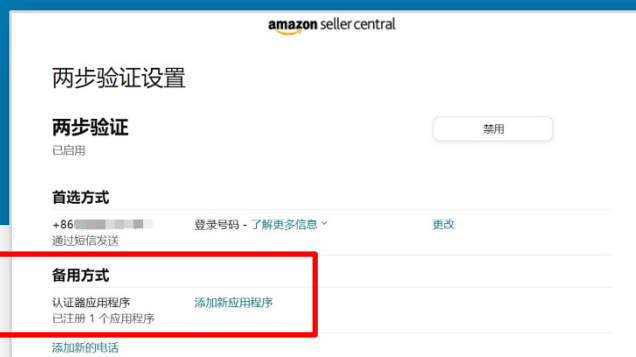 amazon seller central
两步验证设置
两步验证
禁用
已启用
首选方式
+86
登录号码 - 了解更多信息
更改
通过短信发送
备用方式
认证器应用程序
添加新应用程序
已注册 1 个应用程序
添加新的电话